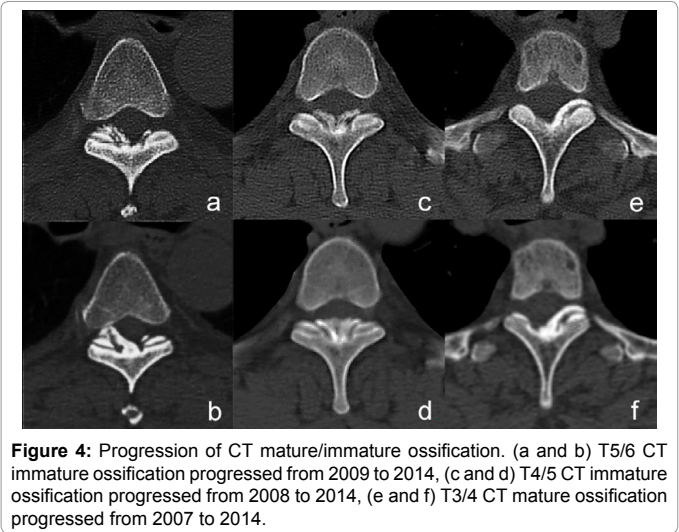 a
c
e
b
d
f
Figure 4: Progression of CT mature/immature ossification. (a and b) T5/6 CT
immature ossification progressed from 2009 to 2014, (c and d) T4/5 CT immature
ossification progressed from 2008 to 2014, (e and f) T3/4 CT mature ossification
progressed from 2007 to 2014.